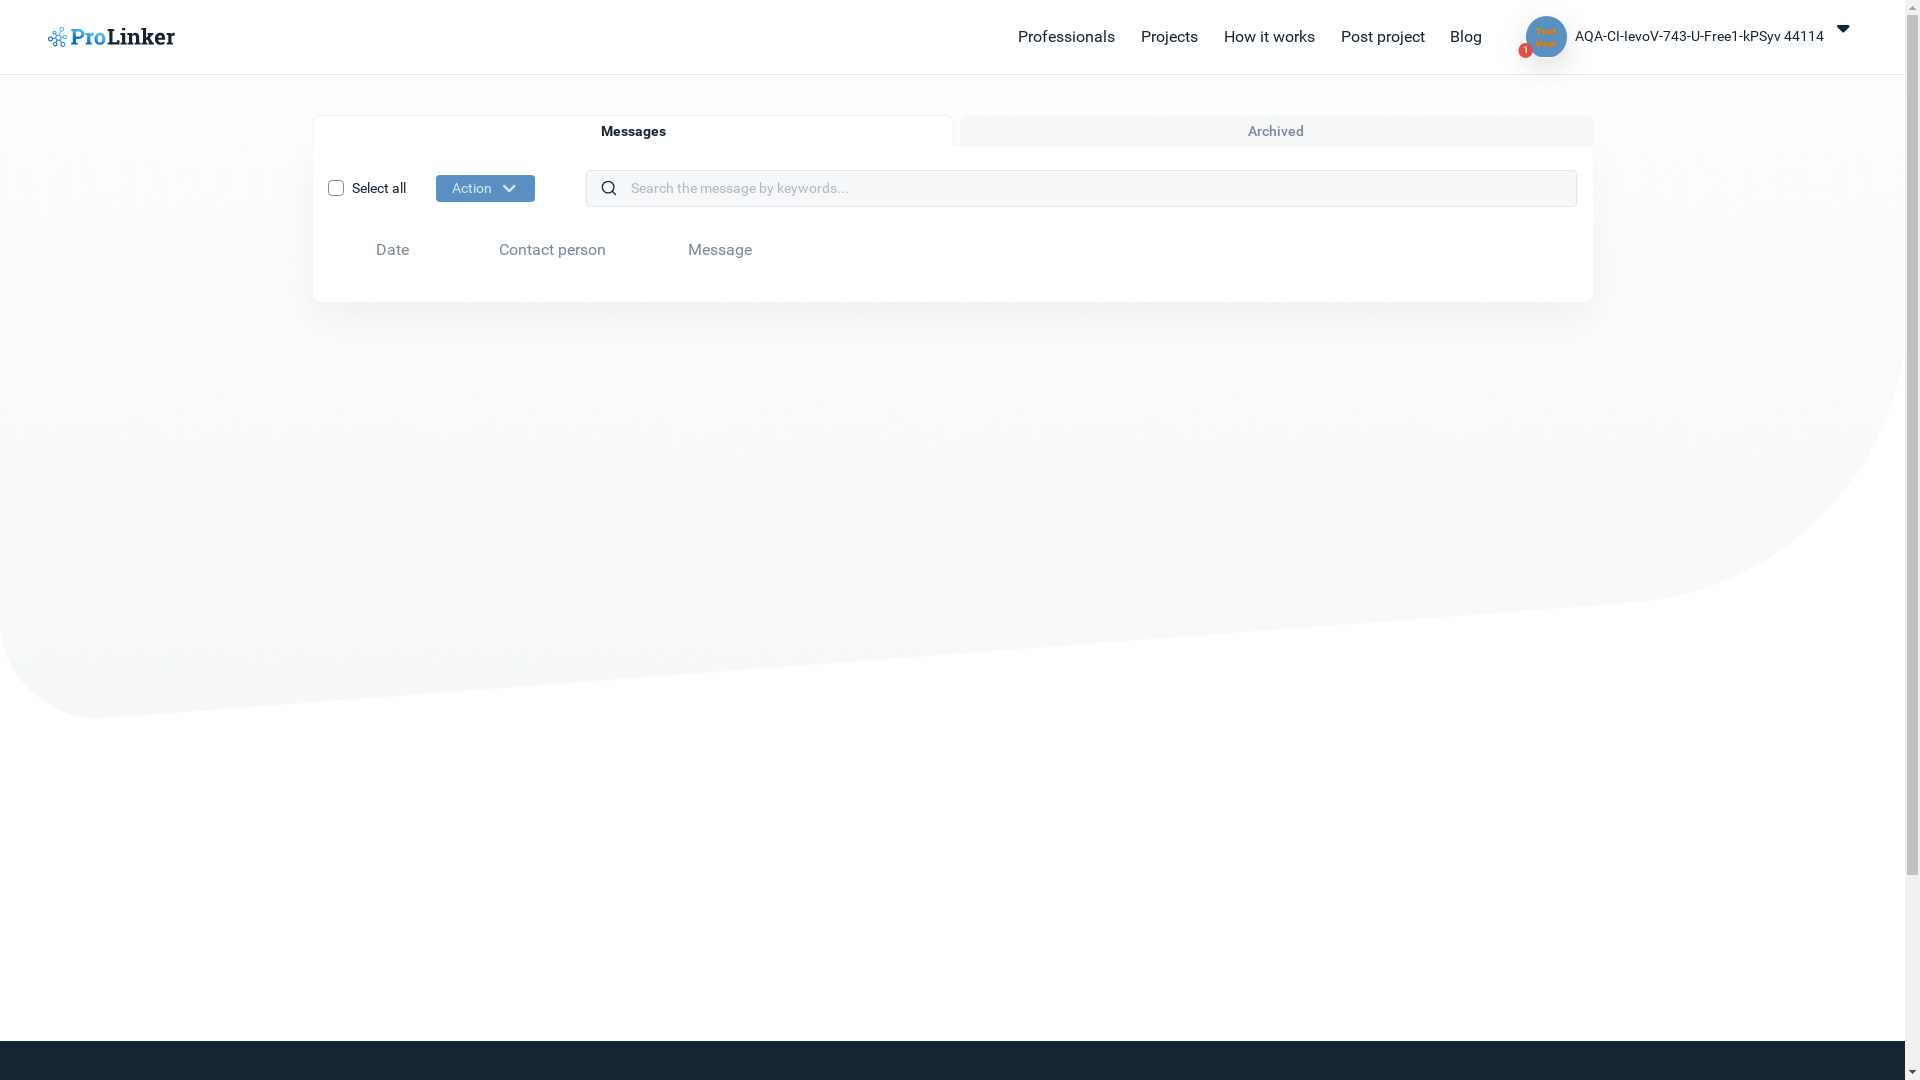 ProLinker
Professionals
Projects
How it works
Post project
Blog
Test
User
1
AQA-CI-IevoV-743-U-Free1-kPSyv 44114
Messages
Archived
Select all
Action
Search the message by keywords...
Date
Contact person
Message